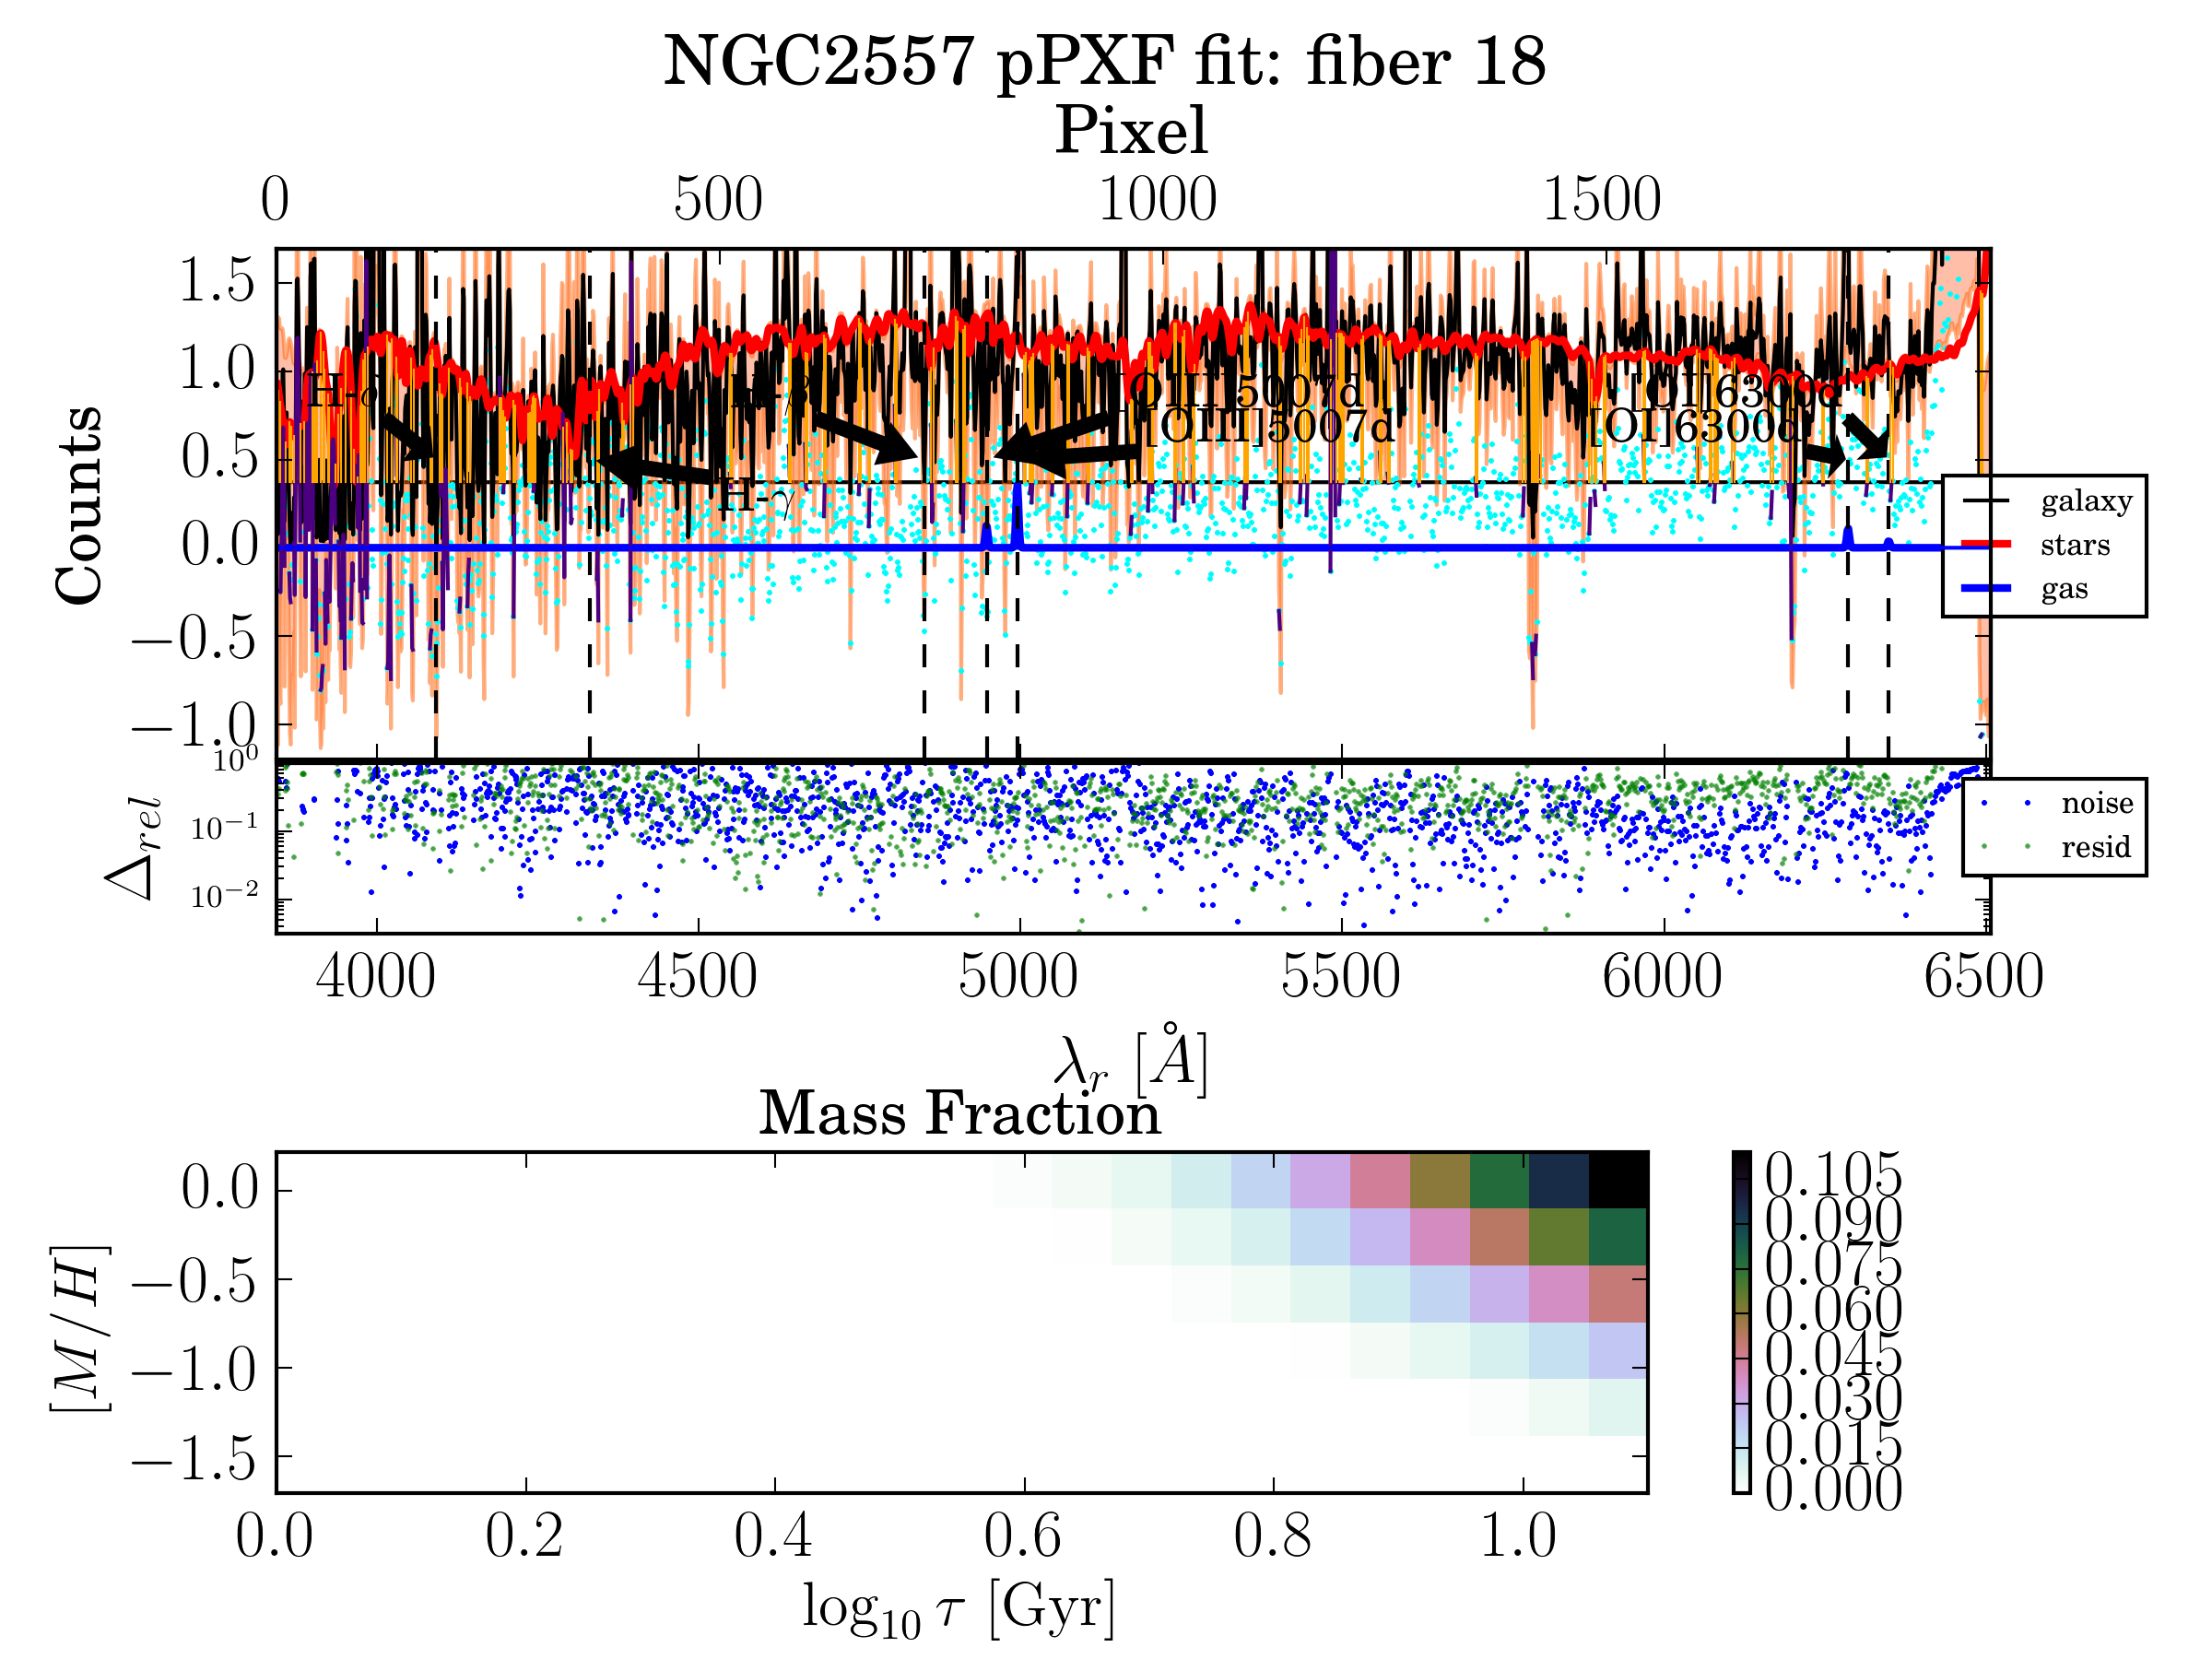 NGC2557 pPXF fit: fiber 18
Pixel
0 500 1000 1500
1.5
1.0
0.5
0.0
−0.5
−1.0
Counts
H-δ
H-γ
H-β
[OIII]5007d
[OIII]5007d
[OI]6300d
[OI]6300d
galaxy
stars
gas
10⁰
10⁻¹
10⁻²
Δrel
noise
resid
4000 4500 5000 5500 6000 6500
λr [Å]
Mass Fraction
0.0
−0.5
−1.0
−1.5
[M/H]
0.0 0.2 0.4 0.6 0.8 1.0
log10 τ [Gyr]
0.105
0.090
0.075
0.060
0.045
0.030
0.015
0.000